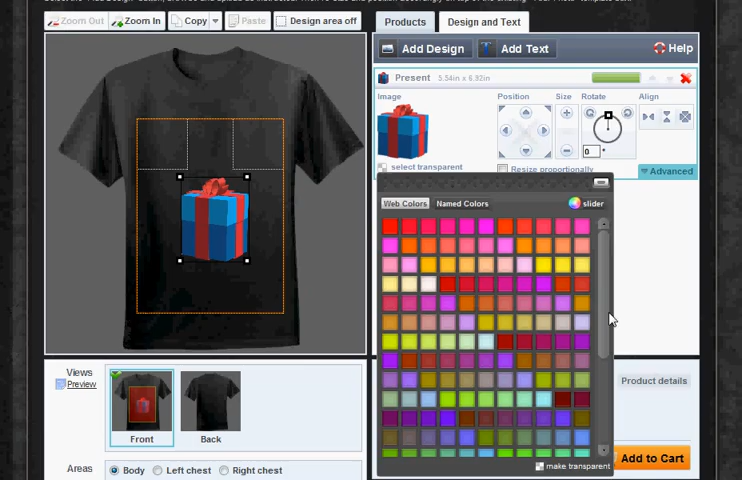 Zoom Out Zoom In Copy Paste Design area off
Products Design and Text
Add Design Add Text Help
Present 5.54in x 6.92in
Image Position Size Rotate Align
0 °
select transparent Resize proportionally Advanced
Web Colors Named Colors slider
make transparent
Views
Preview
Front Back
Product details
Add to Cart
Areas Body Left chest Right chest